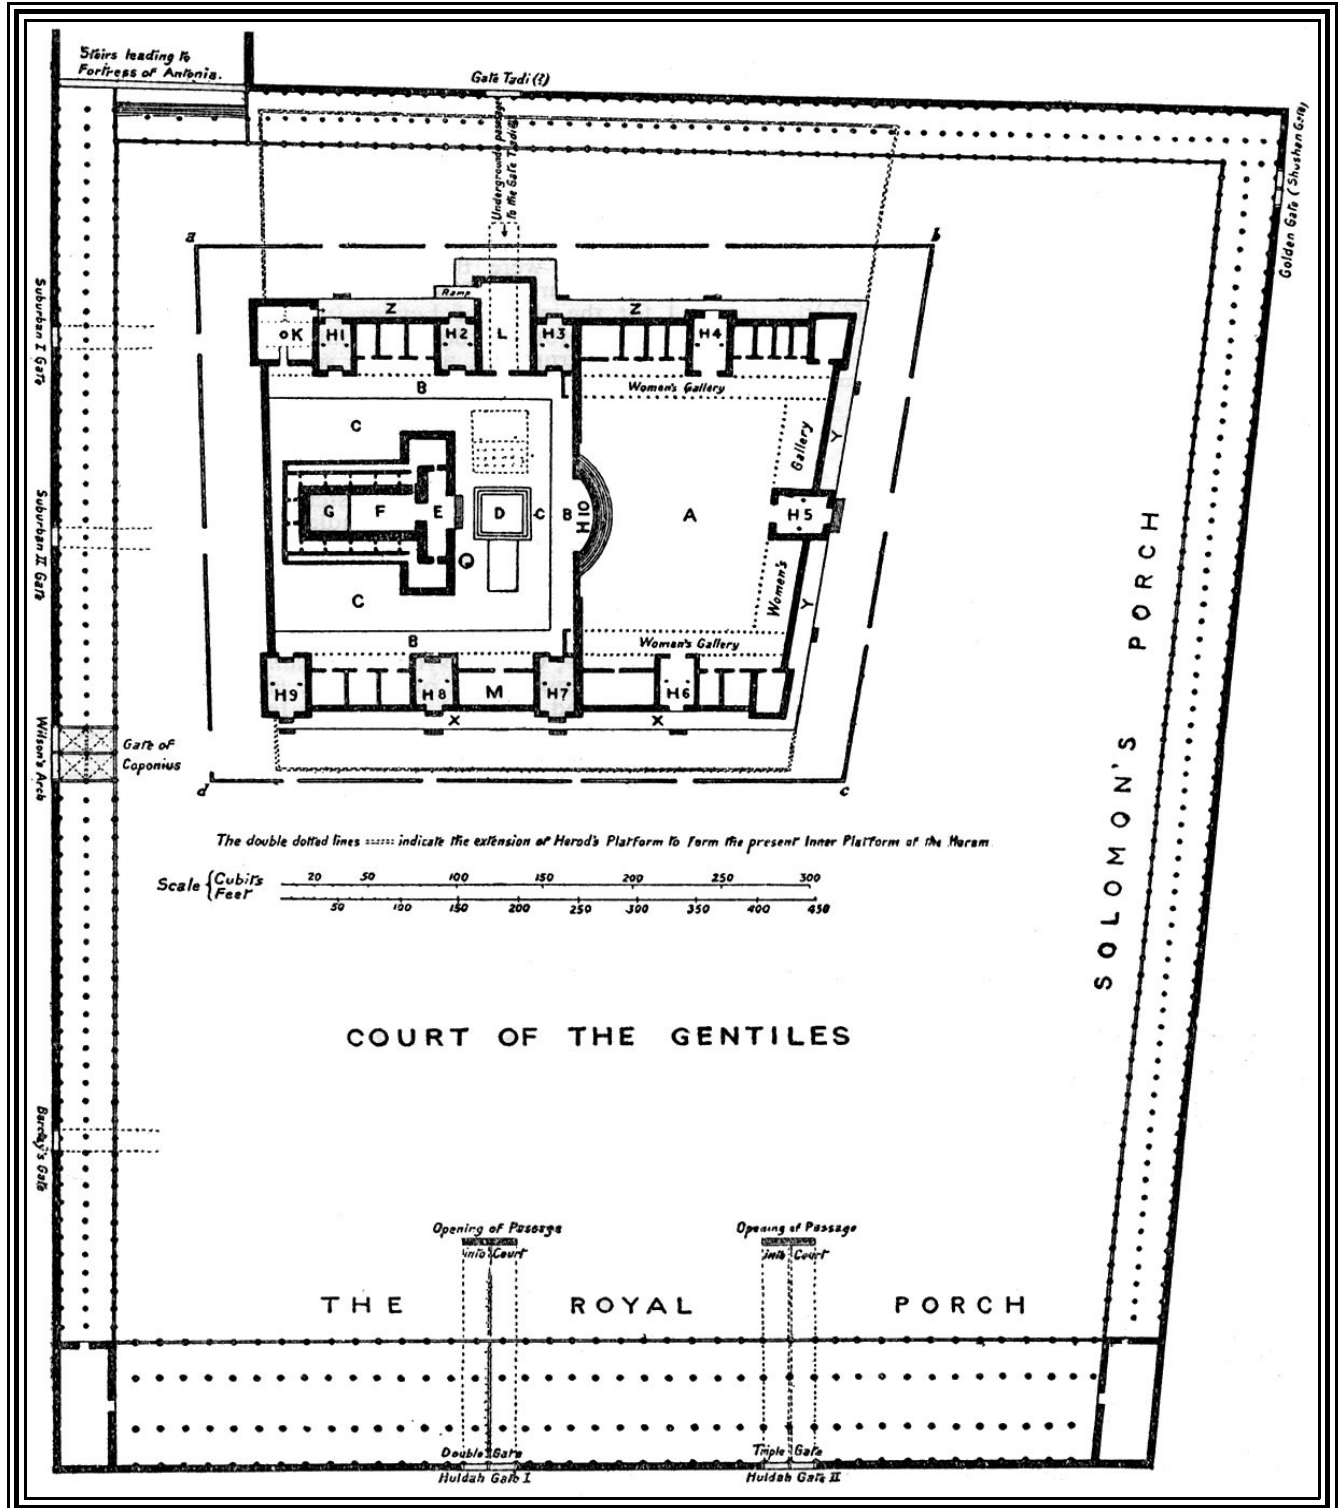 Stairs leading to
Fortress of Antonia.
Gate Tadi (?)
Underground passage
to the Gate Tadi
Golden Gate (Shushan Gate)
a
b
Ramp
Z
Z
K
H1
H2
L
H3
H4
Suburban I Gate
B
Women's Gallery
C
Gallery
Y
G
F
E
D
C
B
H10
A
H5
Suburban II Gate
Q
C
Women's
Y
B
Women's Gallery
H9
H8
M
H7
H6
X
X
Wilson's Arch
Gate of
Coponius
d
c
SOLOMON'S PORCH
The double dotted lines indicate the extension of Herod's Platform to form the present Inner Platform of the Haram
Scale { Cubits 20 50 100 150 200 250 300
Feet 50 100 150 200 250 300 350 400 450
COURT OF THE GENTILES
Barclay's Gate
Opening of Passage
into Court
Opening of Passage
into Court
THE ROYAL PORCH
Double Gate
Huldah Gate I
Triple Gate
Huldah Gate II